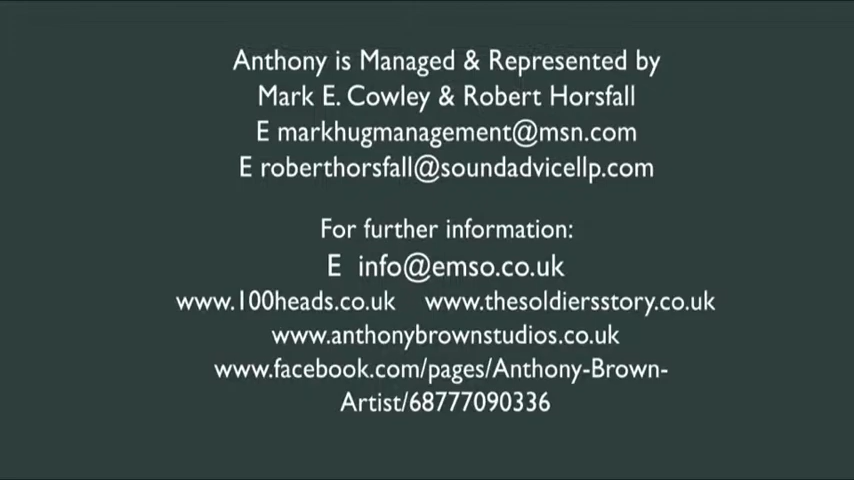 Anthony is Managed & Represented by
Mark E. Cowley & Robert Horsfall
E markhugmanagement@msn.com
E roberthorsfall@soundadvicellp.com
For further information:
E info@emso.co.uk
www.100heads.co.uk www.thesoldiersstory.co.uk
www.anthonybrownstudios.co.uk
www.facebook.com/pages/Anthony-Brown-
Artist/68777090336